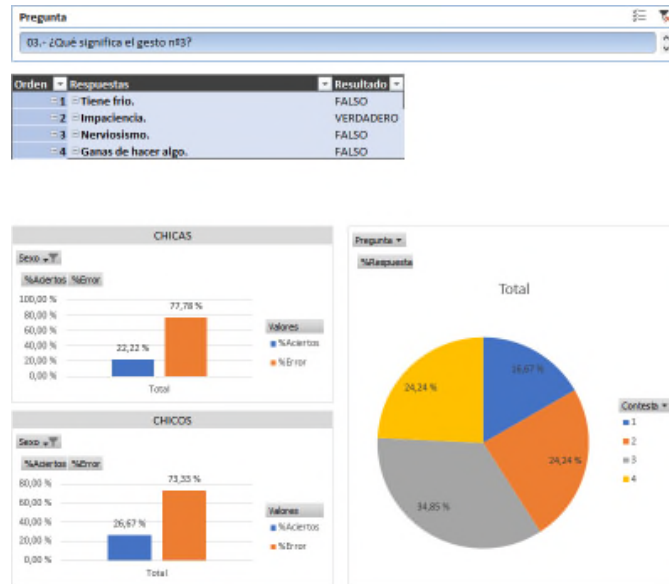 Pregunta
03.- ¿Qué significa el gesto nº3?
Orden Respuestas Resultado
1 Tiene frio. FALSO
2 Impaciencia. VERDADERO
3 Nerviosismo. FALSO
4 Ganas de hacer algo. FALSO
CHICAS
Sexo
%Aciertos %Error
100,00 %
80,00 %
60,00 %
40,00 %
20,00 %
0,00 %
22,22 %
77,78 %
Total
Valores
%Aciertos
%Error
CHICOS
Sexo
%Aciertos %Error
80,00 %
60,00 %
40,00 %
20,00 %
0,00 %
26,67 %
73,33 %
Total
Valores
%Aciertos
%Error
Pregunta
%Respuesta
Total
16,67 %
24,24 %
24,24 %
34,85 %
Contesta
1
2
3
4